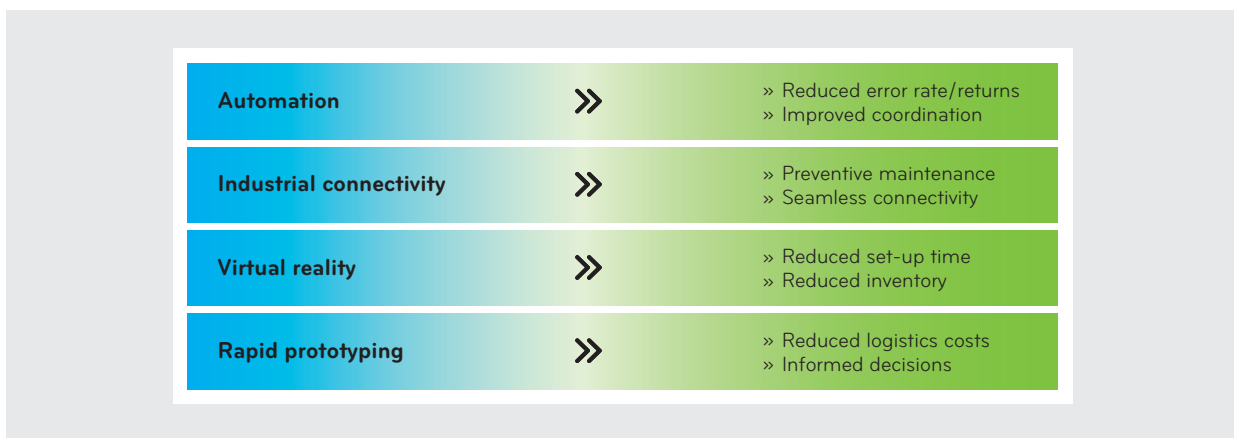 Automation
» Reduced error rate/returns
» Improved coordination
Industrial connectivity
» Preventive maintenance
» Seamless connectivity
Virtual reality
» Reduced set-up time
» Reduced inventory
Rapid prototyping
» Reduced logistics costs
» Informed decisions